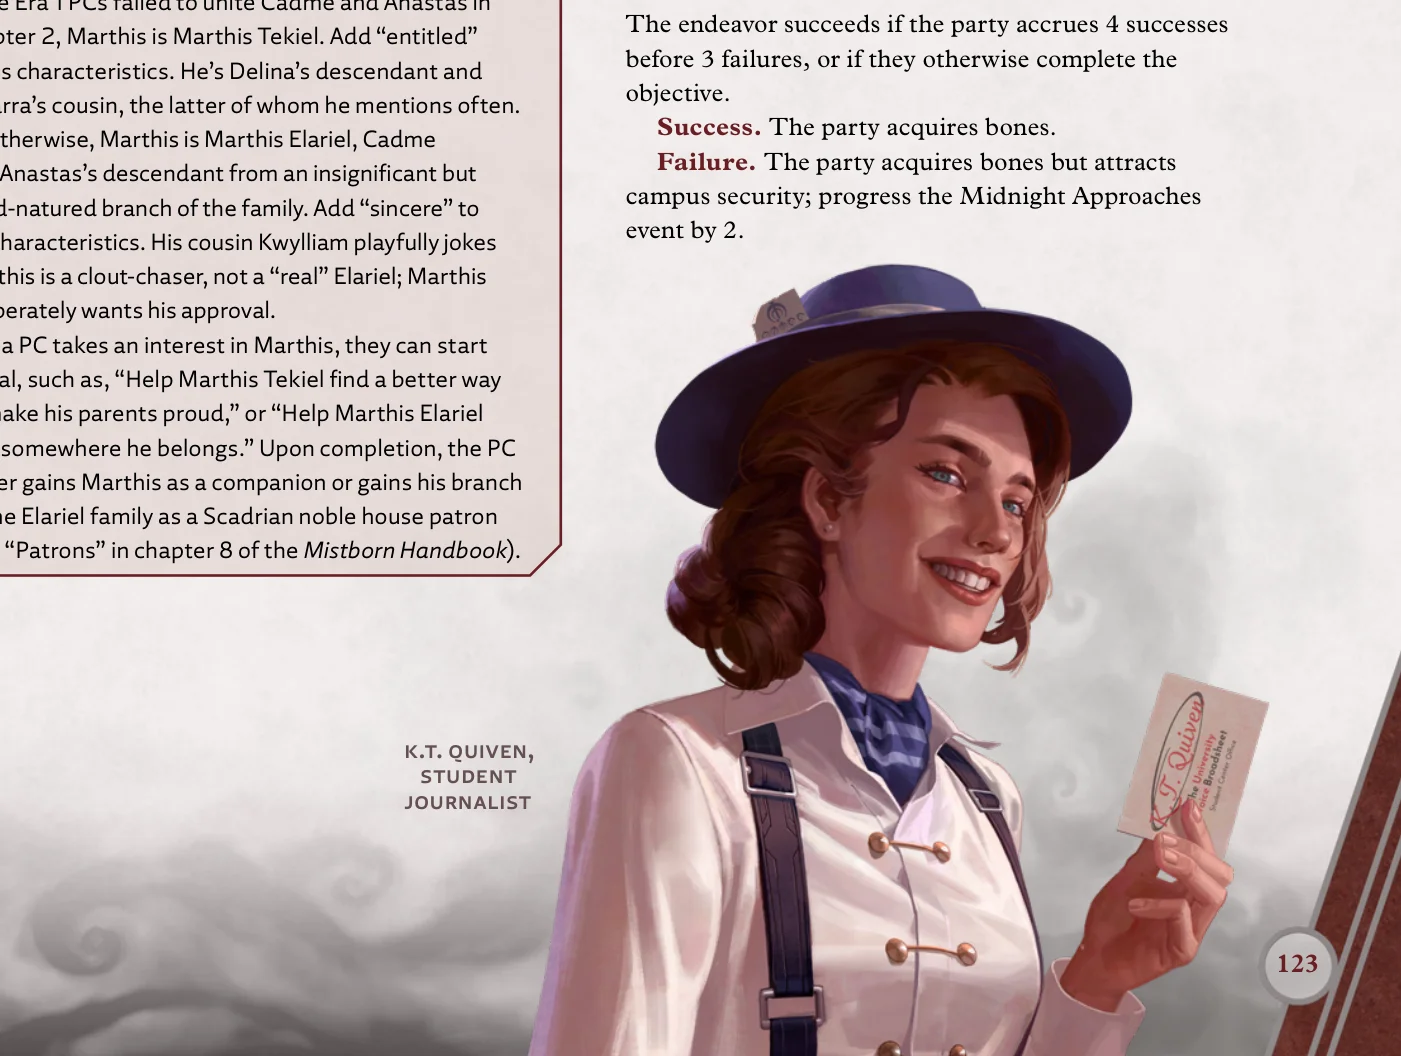 e Era 1 PCs failed to unite Cadme and Anastas in
pter 2, Marthis is Marthis Tekiel. Add “entitled”
s characteristics. He’s Delina’s descendant and
arra’s cousin, the latter of whom he mentions often.
therwise, Marthis is Marthis Elariel, Cadme
Anastas’s descendant from an insignificant but
d-natured branch of the family. Add “sincere” to
haracteristics. His cousin Kwylliam playfully jokes
this is a clout-chaser, not a “real” Elariel; Marthis
perately wants his approval.
a PC takes an interest in Marthis, they can start
al, such as, “Help Marthis Tekiel find a better way
make his parents proud,” or “Help Marthis Elariel
somewhere he belongs.” Upon completion, the PC
er gains Marthis as a companion or gains his branch
he Elariel family as a Scadrian noble house patron
“Patrons” in chapter 8 of the Mistborn Handbook).
The endeavor succeeds if the party accrues 4 successes
before 3 failures, or if they otherwise complete the
objective.
Success. The party acquires bones.
Failure. The party acquires bones but attracts
campus security; progress the Midnight Approaches
event by 2.
K.T. QUIVEN,
STUDENT
JOURNALIST
K.T. Quiven
The University
Voice Broadsheet
Student Center Office
123